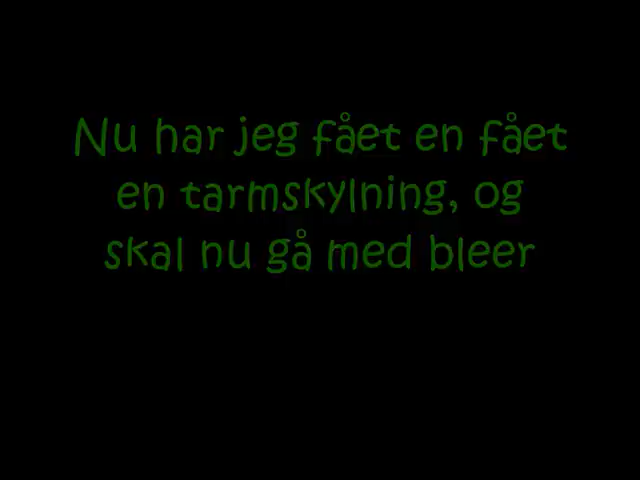 Nu har jeg fået en fået
en tarmskylning, og
skal nu gå med bleer